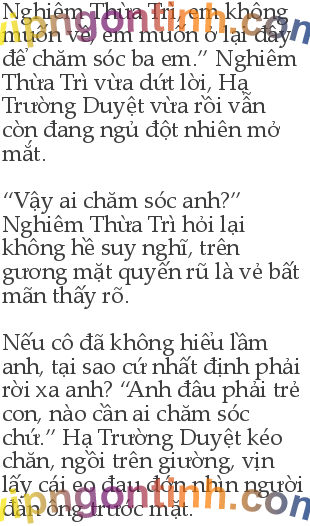 Nghiêm Thừa Trì, em không
muốn về, em muốn ở lại đây
để chăm sóc ba em.” Nghiêm
Thừa Trì vừa dứt lời, Hạ
Trường Duyệt vừa rồi vẫn
còn đang ngủ đột nhiên mở
mắt.
“Vậy ai chăm sóc anh?”
Nghiêm Thừa Trì hỏi lại
không hề suy nghĩ, trên
gương mặt quyến rũ là vẻ bất
mãn thấy rõ.
Nếu cô đã không hiểu lầm
anh, tại sao cứ nhất định phải
rời xa anh? “Anh đâu phải trẻ
con, nào cần ai chăm sóc
chứ.” Hạ Trường Duyệt kéo
chăn, ngồi trên giường, vịn
lấy cái eo đau đớn nhìn người
đàn ông trước mặt.
vipngontinh.com
vipngontinh.com